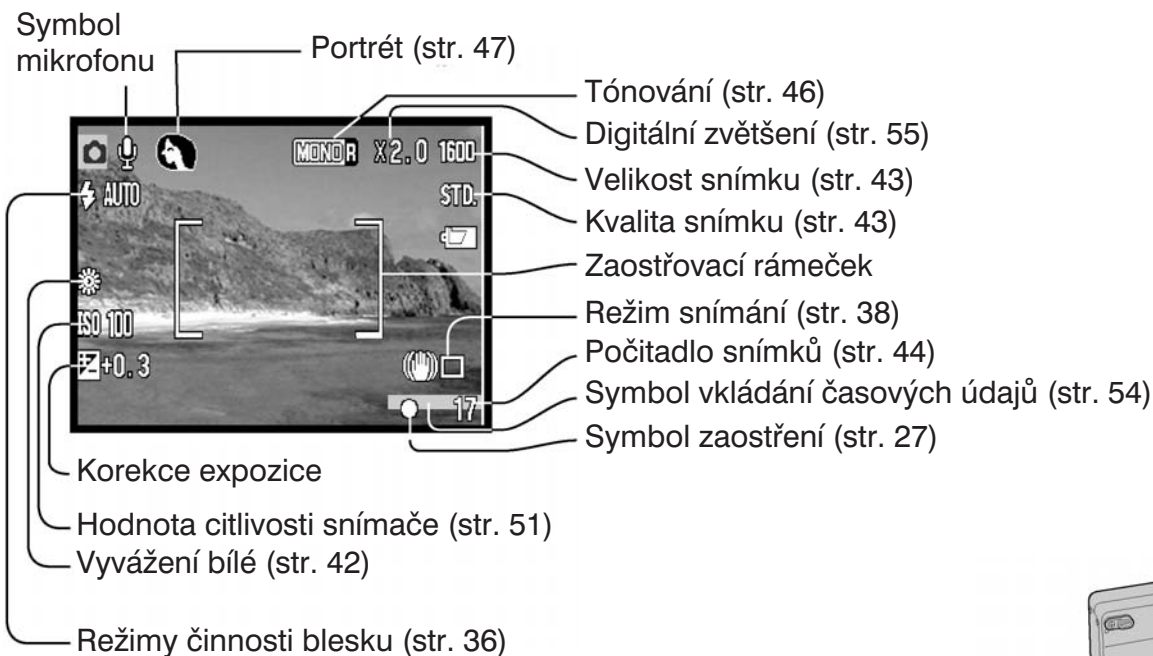 Symbol
mikrofonu
Portrét (str. 47)
Tónování (str. 46)
Digitální zvětšení (str. 55)
Velikost snímku (str. 43)
Kvalita snímku (str. 43)
Zaostřovací rámeček
Režim snímání (str. 38)
Počitadlo snímků (str. 44)
Symbol vkládání časových údajů (str. 54)
Symbol zaostření (str. 27)
MONO R X2.0 1600
AUTO STD.
ISO 100
+0.3
17
Korekce expozice
Hodnota citlivosti snímače (str. 51)
Vyvážení bílé (str. 42)
Režimy činnosti blesku (str. 36)